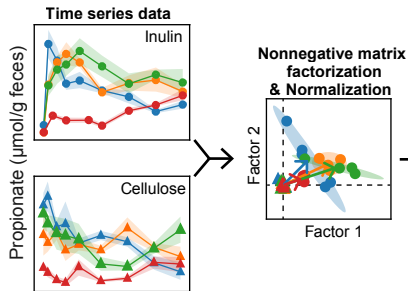 Time series data
Inulin
Propionate (μmol/g feces)
Cellulose
Nonnegative matrix
factorization
& Normalization
Factor 2
Factor 1